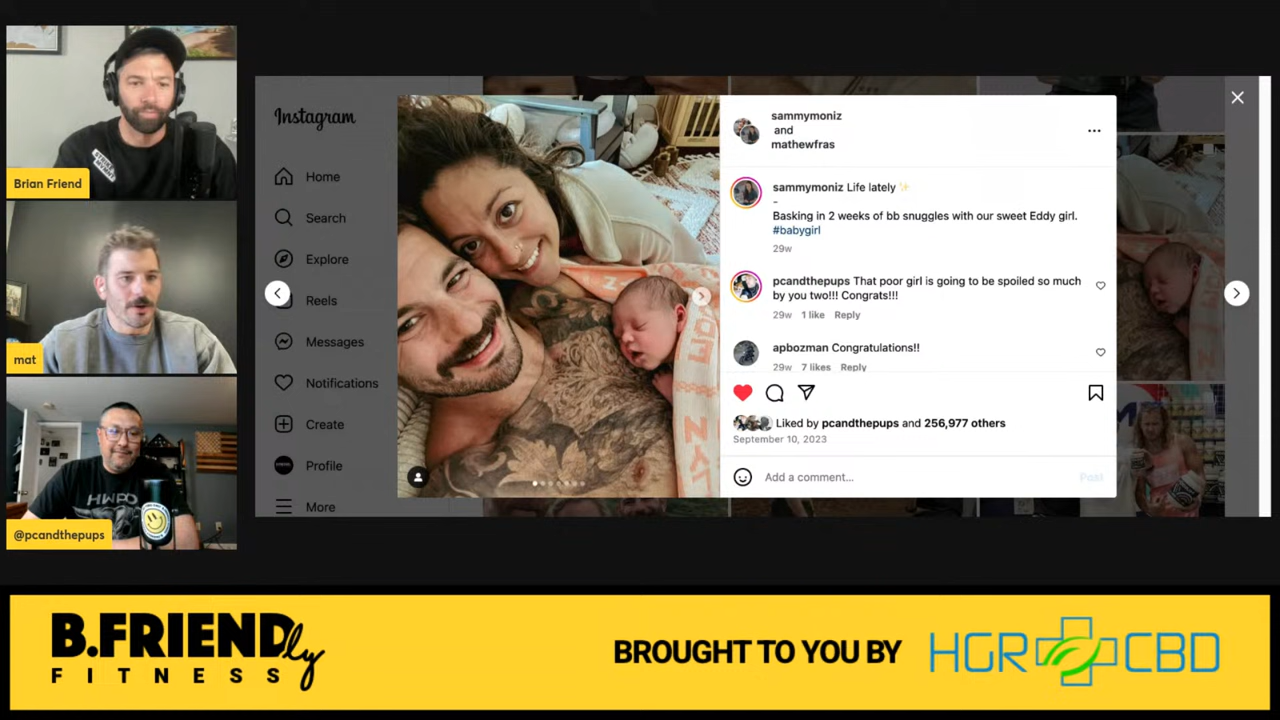 Brian Friend
mat
HWPO
@pcandthepups
Instagram
Home
Search
Explore
Reels
Messages
Notifications
Create
Profile
More
sammymoniz
and
mathewfras
sammymoniz Life lately ✨
-
Basking in 2 weeks of bb snuggles with our sweet Eddy girl.
#babygirl
29w
pcandthepups That poor girl is going to be spoiled so much
by you two!!! Congrats!!!
29w 1 like Reply
apbozman Congratulations!!
29w 7 likes Reply
Liked by pcandthepups and 256,977 others
September 10, 2023
Add a comment...
Post
B.FRIENDly
FITNESS
BROUGHT TO YOU BY
HGR CBD